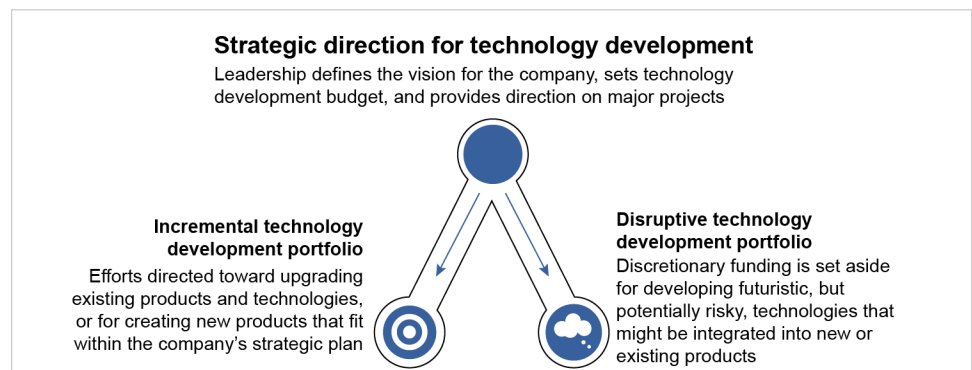 Strategic direction for technology development
Leadership defines the vision for the company, sets technology
development budget, and provides direction on major projects
Incremental technology
development portfolio
Efforts directed toward upgrading
existing products and technologies,
or for creating new products that fit
within the company's strategic plan
Disruptive technology
development portfolio
Discretionary funding is set aside
for developing futuristic, but
potentially risky, technologies that
might be integrated into new or
existing products